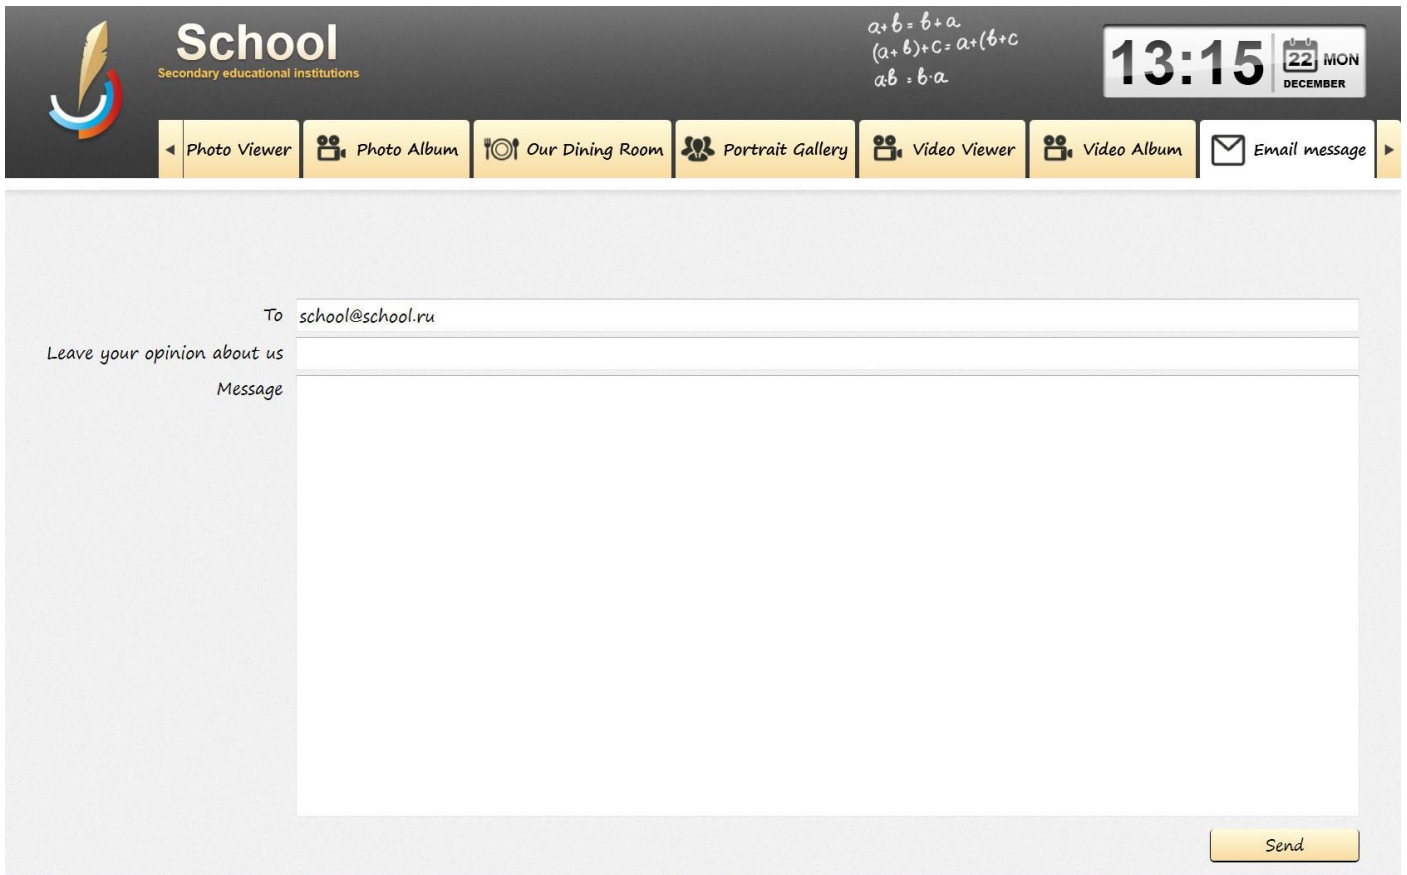 School
Secondary educational institutions
a+b=b+a
(a+b)+c=a+(b+c
a·b=b·a
13:15
22 MON
DECEMBER
Photo Viewer
Photo Album
Our Dining Room
Portrait Gallery
Video Viewer
Video Album
Email message
To school@school.ru
Leave your opinion about us
Message
Send